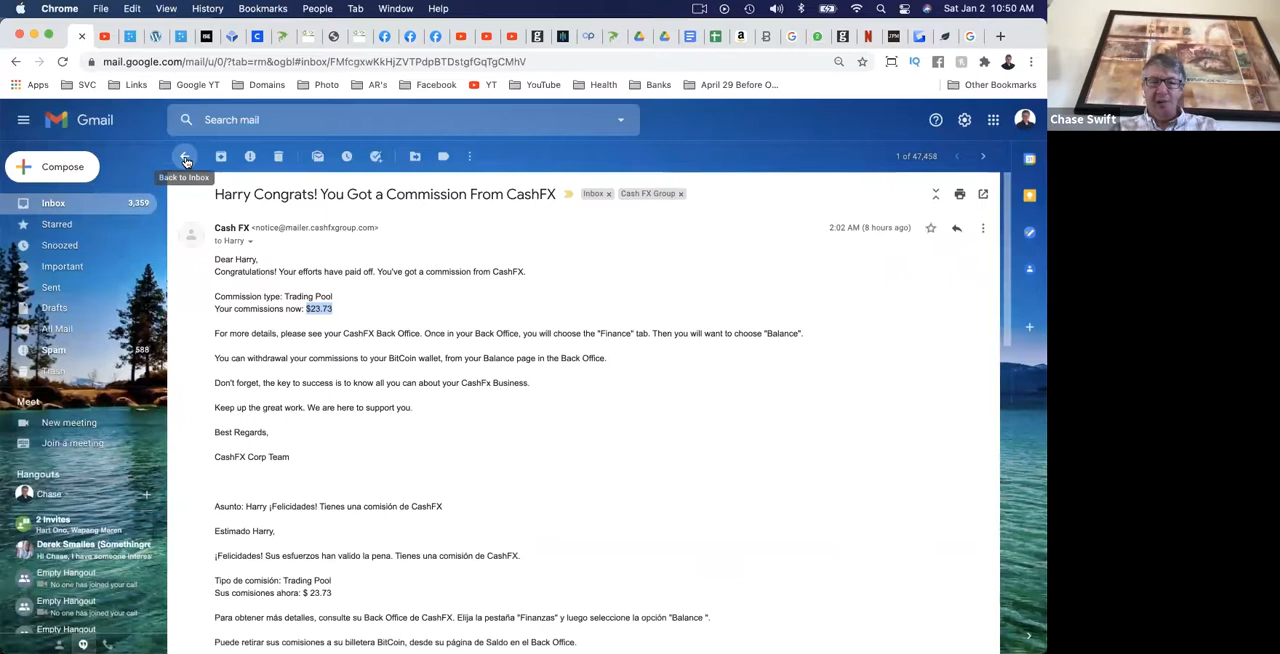 Chrome File Edit View History Bookmarks People Tab Window Help Sat Jan 2 10:50 AM
mail.google.com/mail/u/0/?tab=rm&ogbl#inbox/FMfcgxwKkHjZVTPdpBTDstgfGqTgCMhV
Apps SVC Links Google YT Domains Photo AR's Facebook YT YouTube Health Banks April 29 Before O... Other Bookmarks
Chase Swift
Gmail
Search mail
Compose
1 of 47,458
Back to Inbox
Inbox 3,359
Starred
Snoozed
Important
Sent
Drafts
All Mail
Spam 588
Trash
Meet
New meeting
Join a meeting
Hangouts
Chase
2 Invites
Hart Ono, Wapang Meren
Derek Smalles (Something
Hi Chase, I have someone interes
Empty Hangout
No one has joined your call
Empty Hangout
No one has joined your call
Empty Hangout
Harry Congrats! You Got a Commission From CashFX Inbox x Cash FX Group x
Cash FX <notice@mailer.cashfxgroup.com> 2:02 AM (8 hours ago)
to Harry
Dear Harry,
Congratulations! Your efforts have paid off. You've got a commission from CashFX.
Commission type: Trading Pool
Your commissions now: $23.73
For more details, please see your CashFX Back Office. Once in your Back Office, you will choose the "Finance" tab. Then you will want to choose "Balance".
You can withdrawal your commissions to your BitCoin wallet, from your Balance page in the Back Office.
Don't forget, the key to success is to know all you can about your CashFx Business.
Keep up the great work. We are here to support you.
Best Regards,
CashFX Corp Team
Asunto: Harry ¡Felicidades! Tienes una comisión de CashFX
Estimado Harry,
¡Felicidades! Sus esfuerzos han valido la pena. Tienes una comisión de CashFX.
Tipo de comisión: Trading Pool
Sus comisiones ahora: $ 23.73
Para obtener más detalles, consulte su Back Office de CashFX. Elija la pestaña "Finanzas" y luego seleccione la opción "Balance ".
Puede retirar sus comisiones a su billetera BitCoin, desde su página de Saldo en el Back Office.